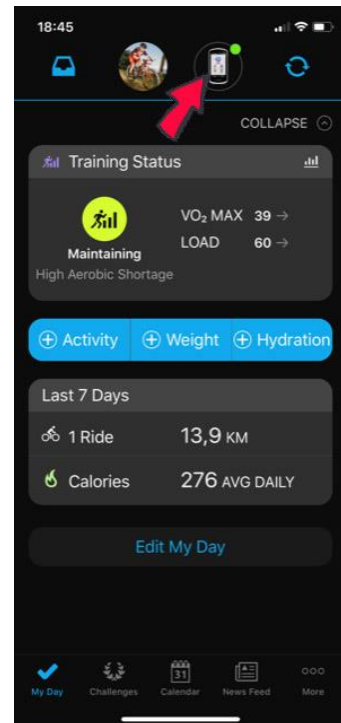 18:45
COLLAPSE
Training Status
VO₂ MAX 39 →
LOAD 60 →
Maintaining
High Aerobic Shortage
Activity
Weight
Hydration
Last 7 Days
1 Ride 13,9 KM
Calories 276 AVG DAILY
Edit My Day
31
My Day Challenges Calendar News Feed More